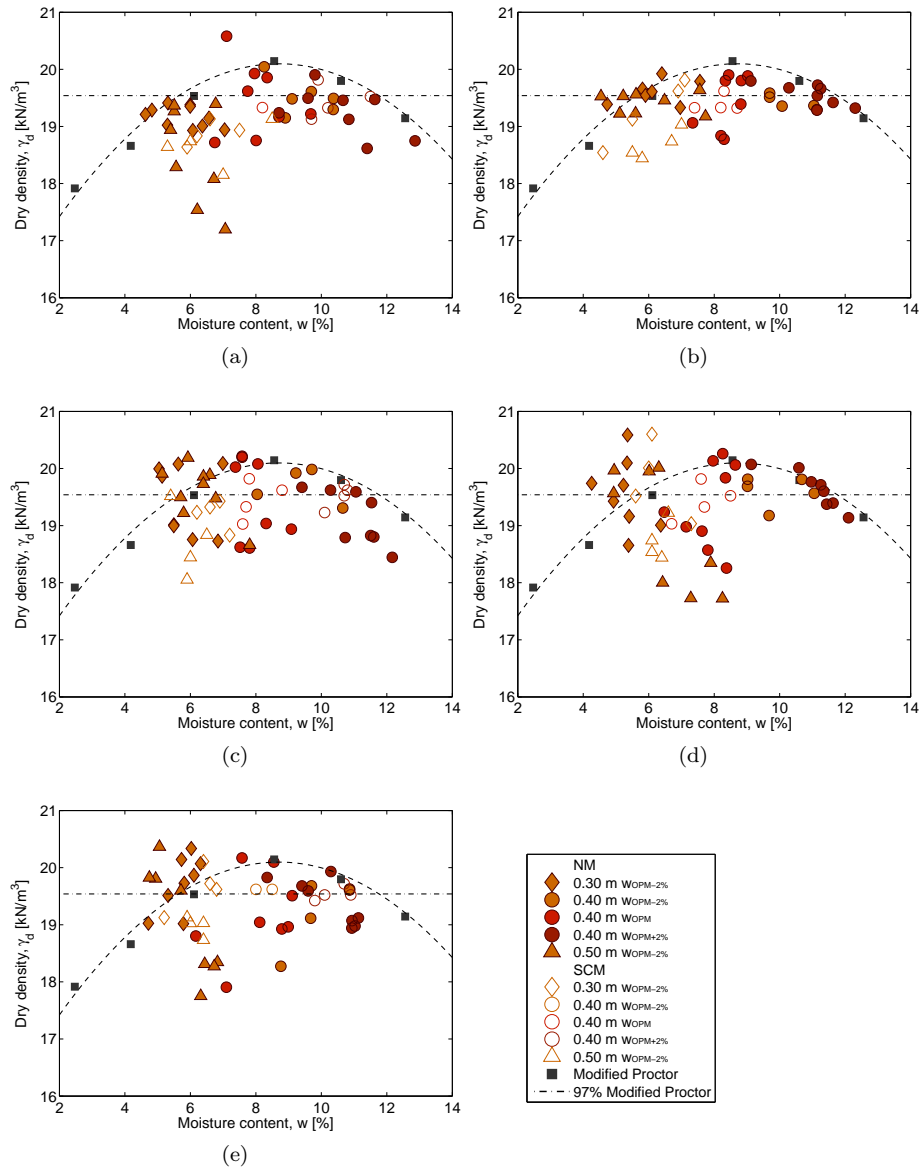 21
20
19
18
17
16
Dry density, γd [kN/m³]
2 4 6 8 10 12 14
Moisture content, w [%]
(a)
21
20
19
18
17
16
Dry density, γd [kN/m³]
2 4 6 8 10 12 14
Moisture content, w [%]
(b)
21
20
19
18
17
16
Dry density, γd [kN/m³]
2 4 6 8 10 12 14
Moisture content, w [%]
(c)
21
20
19
18
17
16
Dry density, γd [kN/m³]
2 4 6 8 10 12 14
Moisture content, w [%]
(d)
21
20
19
18
17
16
Dry density, γd [kN/m³]
2 4 6 8 10 12 14
Moisture content, w [%]
(e)
NM
0.30 m wOPM−2%
0.40 m wOPM−2%
0.40 m wOPM
0.40 m wOPM+2%
0.50 m wOPM−2%
SCM
0.30 m wOPM−2%
0.40 m wOPM−2%
0.40 m wOPM
0.40 m wOPM+2%
0.50 m wOPM−2%
Modified Proctor
97% Modified Proctor